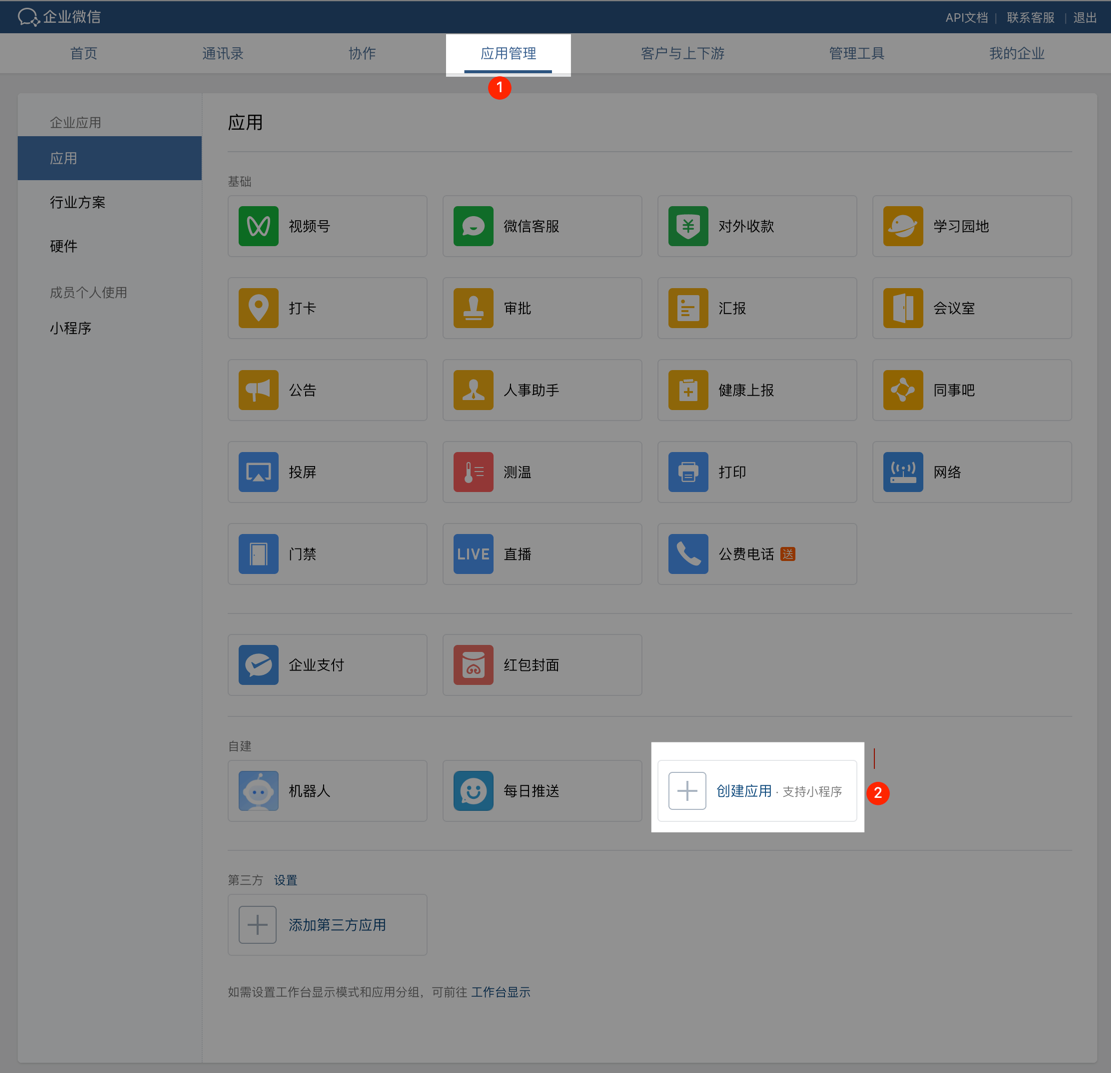 企业微信
API文档 | 联系客服 | 退出
首页 通讯录 协作 应用管理 客户与上下游 管理工具 我的企业
1
企业应用
应用
行业方案
硬件
成员个人使用
小程序
应用
基础
视频号 微信客服 对外收款 学习园地
打卡 审批 汇报 会议室
公告 人事助手 健康上报 同事吧
投屏 测温 打印 网络
门禁 LIVE 直播 公费电话 送
企业支付 红包封面
自建
机器人 每日推送 创建应用 · 支持小程序 2
第三方 设置
添加第三方应用
如需设置工作台显示模式和应用分组，可前往 工作台显示